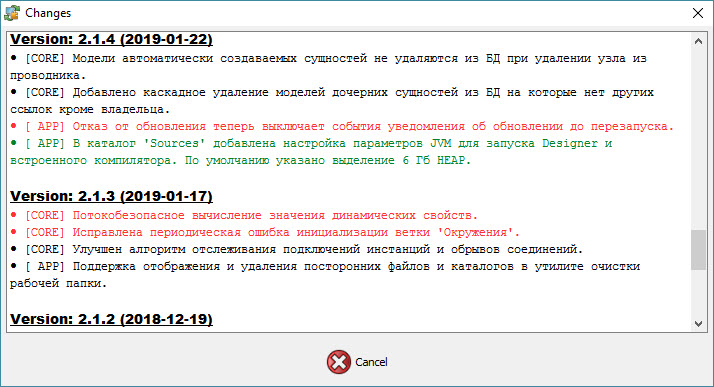 Changes
Version: 2.1.4 (2019-01-22)
• [CORE] Модели автоматически создаваемых сущностей не удаляются из БД при удалении узла из
проводника.
• [CORE] Добавлено каскадное удаление моделей дочерних сущностей из БД на которые нет других
ссылок кроме владельца.
• [ APP] Отказ от обновления теперь выключает события уведомления об обновлении до перезапуска.
• [ APP] В каталог 'Sources' добавлена настройка параметров JVM для запуска Designer и
встроенного компилятора. По умолчанию указано выделение 6 Гб HEAP.
Version: 2.1.3 (2019-01-17)
• [CORE] Потокобезопасное вычисление значения динамических свойств.
• [CORE] Исправлена периодическая ошибка инициализации ветки 'Окружения'.
• [CORE] Улучшен алгоритм отслеживания подключений инстанций и обрывов соединений.
• [ APP] Поддержка отображения и удаления посторонних файлов и каталогов в утилите очистки
рабочей папки.
Version: 2.1.2 (2018-12-19)
Cancel